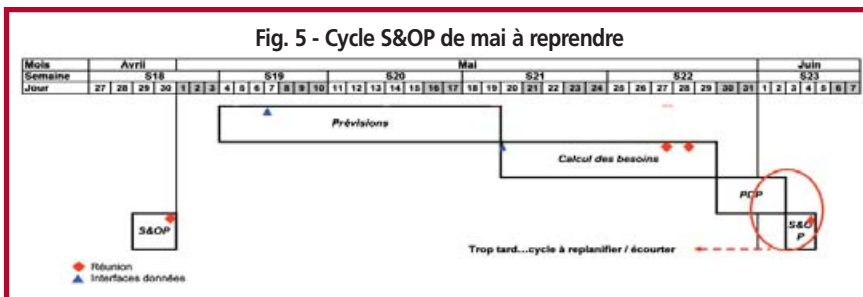 Fig. 5 - Cycle S&OP de mai à reprendre
Mois Avril Mai Juin
Semaine S18 S19 S20 S21 S22 S23
Jour 27 28 29 30 1 2 3 4 5 6 7 8 9 10 11 12 13 14 15 16 17 18 19 20 21 22 23 24 25 26 27 28 29 30 31 1 2 3 4 5 6 7
Prévisions
Calcul des besoins
PDP
S&OP
S&O
P
Trop tard...cycle à replanifier / écourter
Réunion
Interfaces données